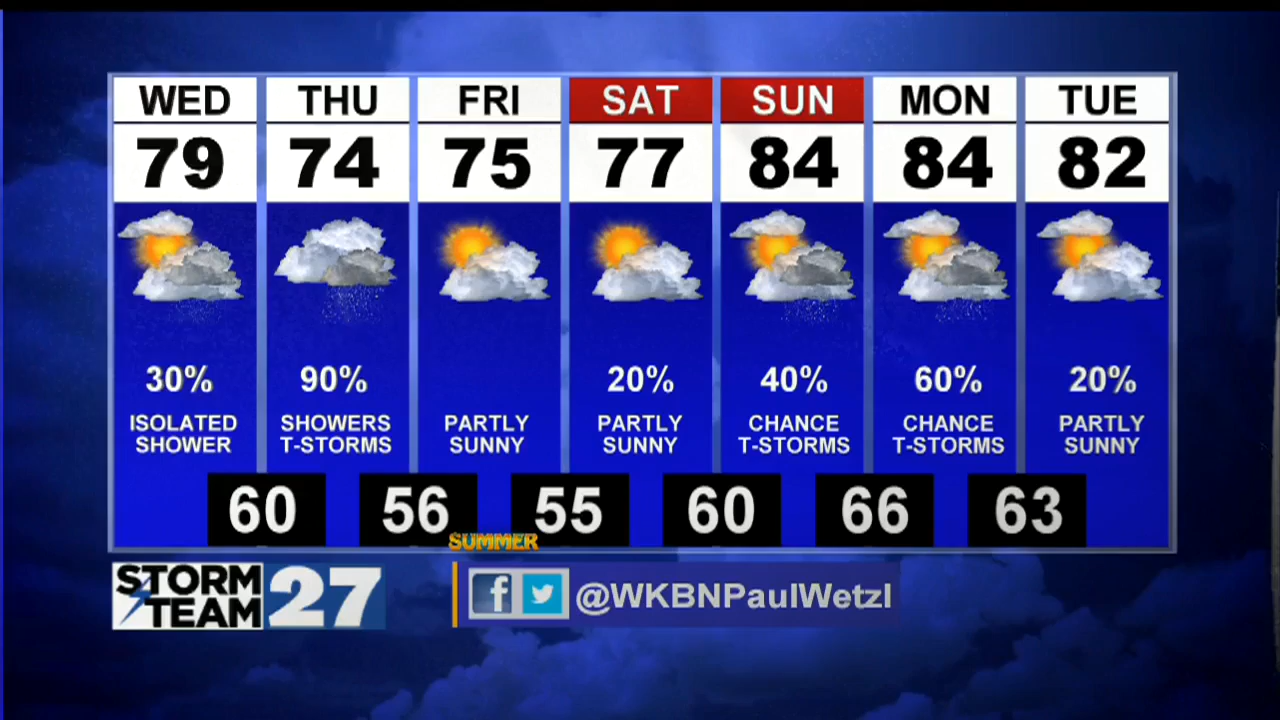 WED THU FRI SAT SUN MON TUE
79 74 75 77 84 84 82
30% 90% 20% 40% 60% 20%
ISOLATED SHOWERS PARTLY PARTLY CHANCE CHANCE PARTLY
SHOWER T-STORMS SUNNY SUNNY T-STORMS T-STORMS SUNNY
60 56 55 60 66 63
SUMMER
STORM
TEAM
27
f @WKBNPaulWetzl